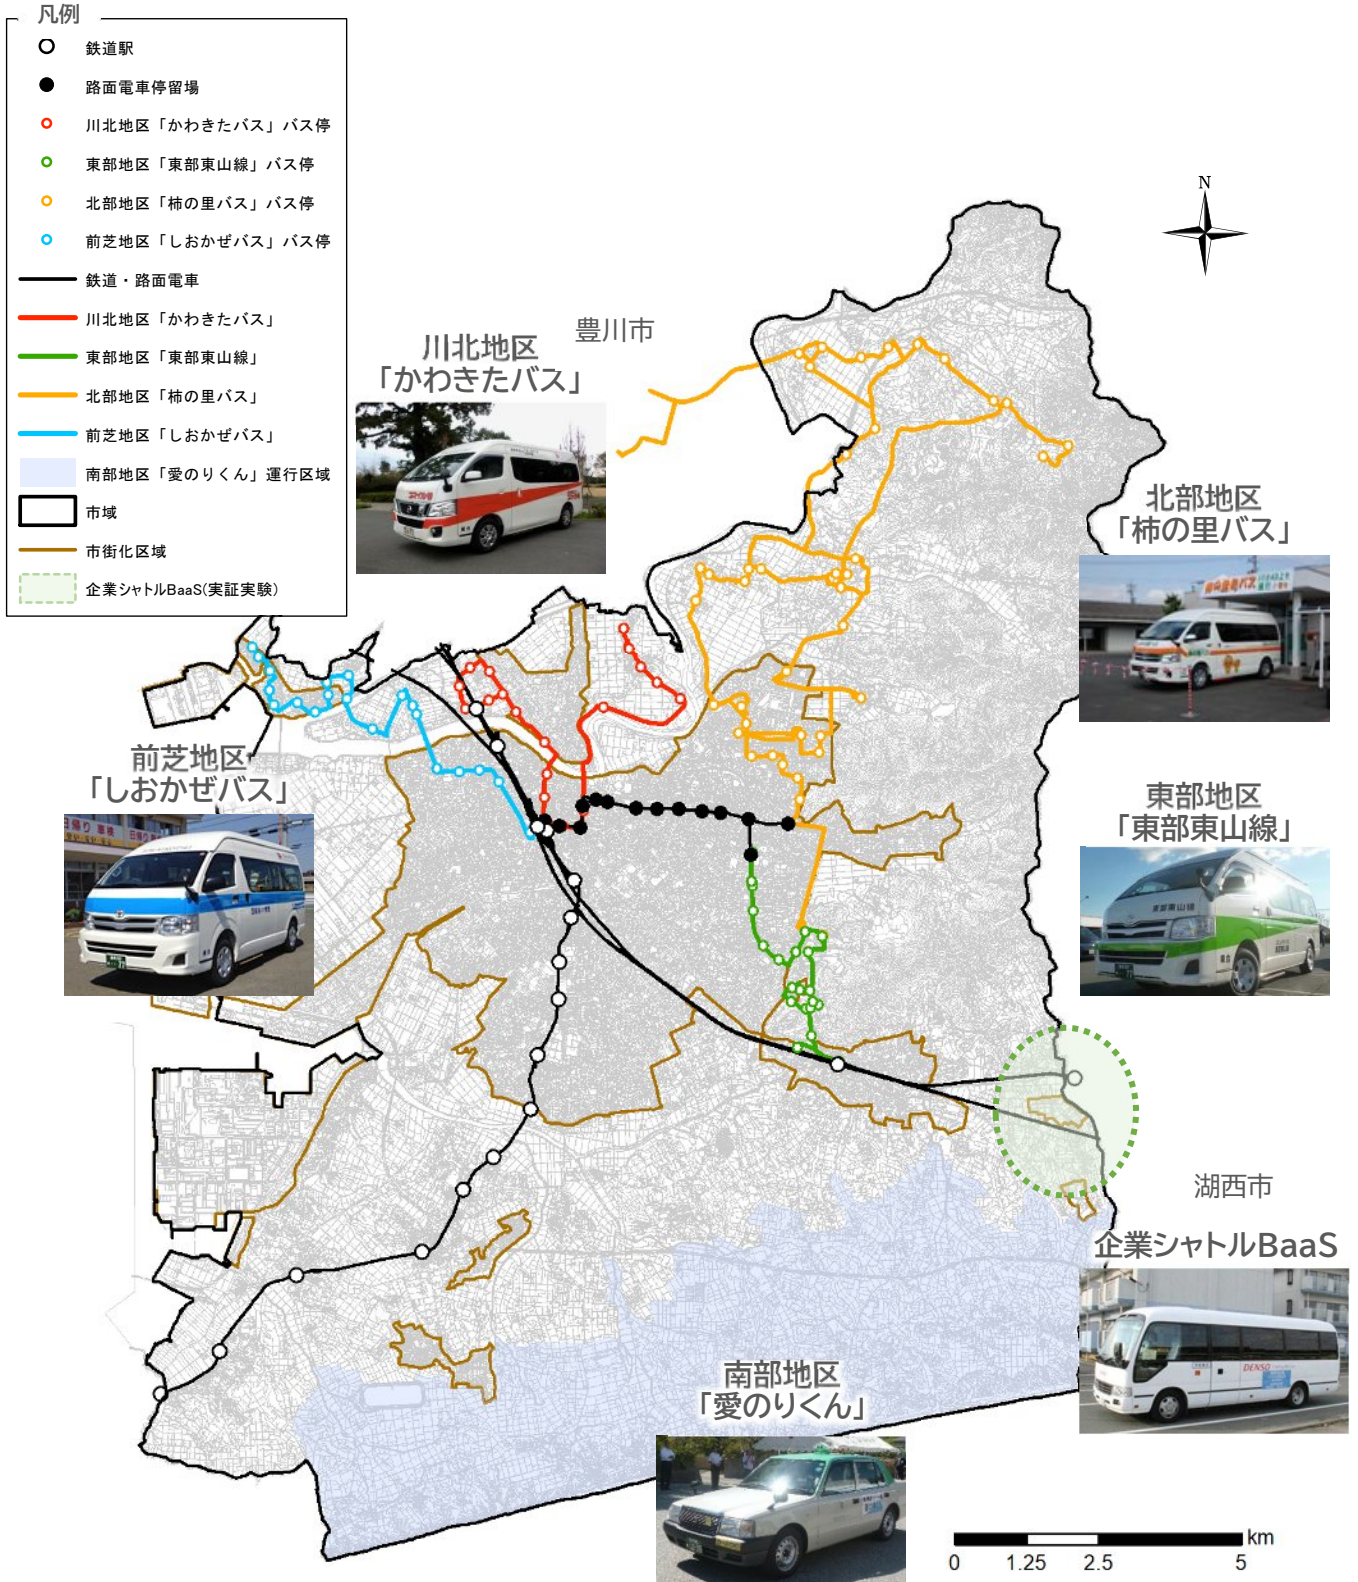 凡例
鉄道駅
路面電車停留場
川北地区「かわきたバス」バス停
東部地区「東部東山線」バス停
北部地区「柿の里バス」バス停
前芝地区「しおかぜバス」バス停
鉄道・路面電車
川北地区「かわきたバス」
東部地区「東部東山線」
北部地区「柿の里バス」
前芝地区「しおかぜバス」
南部地区「愛のりくん」運行区域
市域
市街化区域
企業シャトルBaaS(実証実験)
N
豊川市
川北地区
「かわきたバス」
北部地区
「柿の里バス」
前芝地区
「しおかぜバス」
東部地区
「東部東山線」
東部東山線
湖西市
企業シャトルBaaS
DENSO
南部地区
「愛のりくん」
km
0 1.25 2.5 5